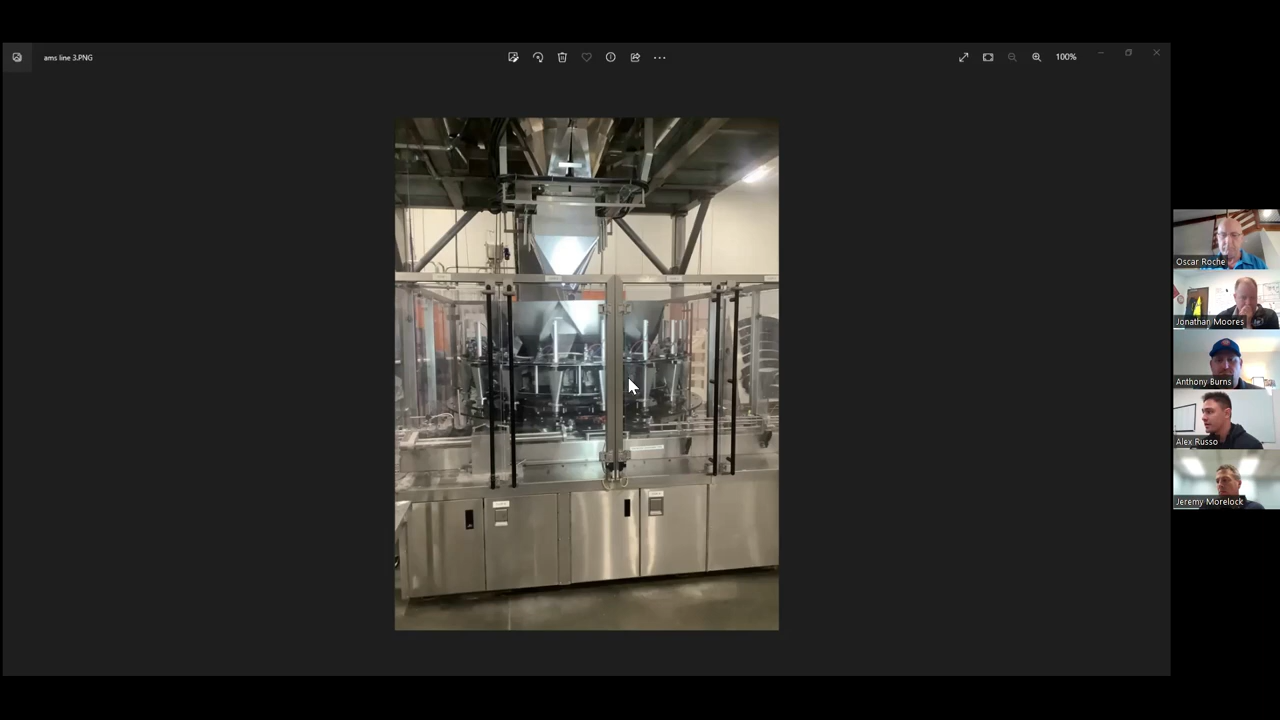 ams line 3.PNG
100%
Oscar Roche
Jonathan Moores
Anthony Burns
Alex Russo
Jeremy Morelock